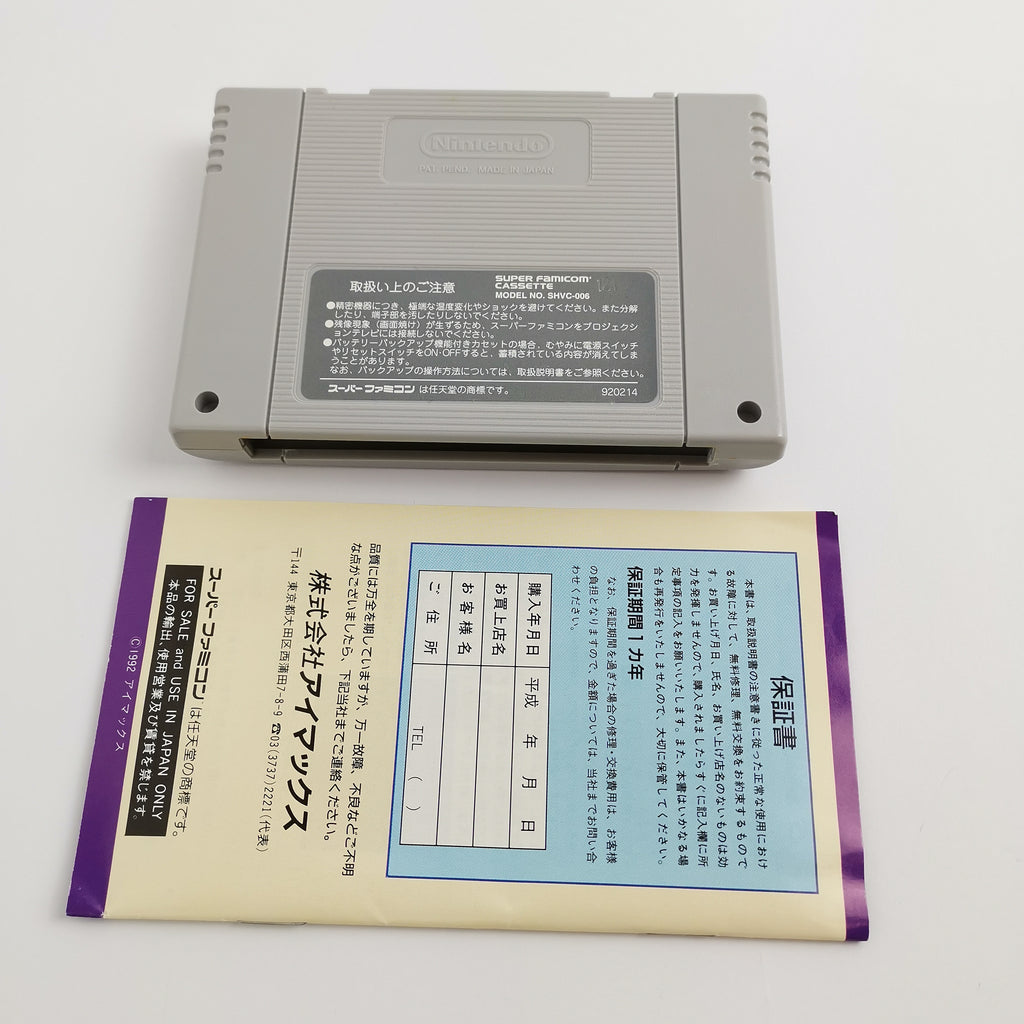 Nintendo
PAT. PEND. MADE IN JAPAN
取扱い上のご注意
SUPER FAMICOM
CASSETTE
MODEL NO. SHVC-006
●精密機器につき、極端な温度変化やショックを避けてください。また分解
したり、端子部を汚したりしないでください。
●残像現象（画面焼け）が生ずるため、スーパーファミコンをプロジェクシ
ョンテレビには接続しないでください。
●バッテリーバックアップ機能付きカセットの場合、むやみに電源スイッチ
やリセットスイッチをON・OFFすると、蓄積されている内容が消えてしま
うことがあります。
なお、バックアップの操作方法については、取扱説明書をご参照ください。
スーパーファミコン は任天堂の商標です。
920214
保証書
本書は、取扱説明書の注意書きに従った正常な使用におけ
る故障に対して、無料修理、無料交換をお約束するもので
す。お買い上げ月日、氏名、お買い上げ店名のないものは効
力を発揮しませんので、購入されましたらすぐに記入欄に所
定事項の記入をお願いいたします。また、本書はいかなる場
合も再発行をいたしませんので、大切に保管してください。
保証期間1カ年
なお、保証期間を過ぎた場合の修理・交換費用は、お客様
の負担となりますので、金額については、当社までお問い合
わせください。
購入年月日 平成 年 月 日
お買上店名
お客様名
ご住所 TEL ( )
品質には万全を期していますが、万一故障、不良などご不明
な点がございましたら、下記当社までご連絡ください。
株式会社アイマックス
〒144 東京都大田区西蒲田7-8-9 ☎03(3737)2221(代表)
スーパーファミコン は任天堂の商標です。
FOR SALE and USE IN JAPAN ONLY
本品の輸出、使用営業及び賃貸を禁じます。
©1992 アイマックス